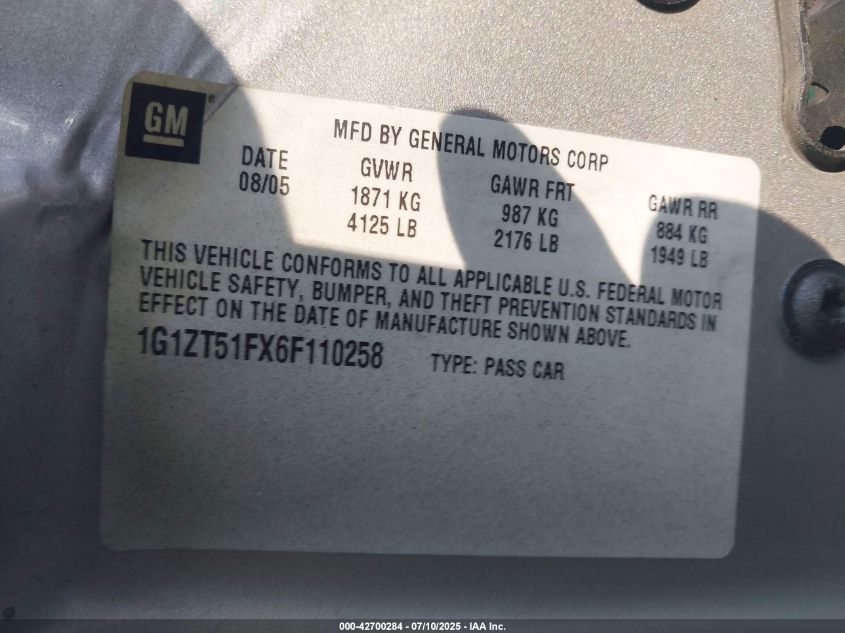 GM ®
MFD BY GENERAL MOTORS CORP
DATE GVWR GAWR FRT GAWR RR
08/05 1871 KG 987 KG 884 KG
4125 LB 2176 LB 1949 LB
THIS VEHICLE CONFORMS TO ALL APPLICABLE U.S. FEDERAL MOTOR
VEHICLE SAFETY, BUMPER, AND THEFT PREVENTION STANDARDS IN
EFFECT ON THE DATE OF MANUFACTURE SHOWN ABOVE.
1G1ZT51FX6F110258 TYPE: PASS CAR
000-42700284 - 07/10/2025 - IAA Inc.